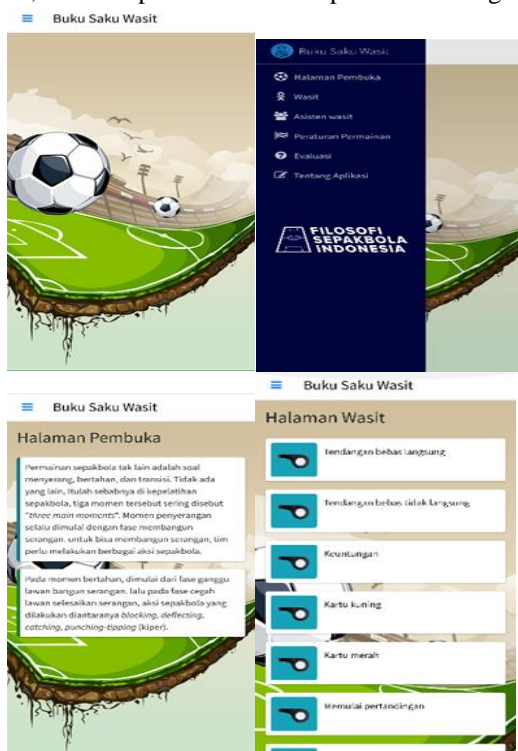 Buku Saku Wasit
Buku Saku Wasit
Halaman Pembuka
Wasit
Asisten wasit
Peraturan Permainan
Evaluasi
Tentang Aplikasi
FILOSOFI
SEPAKBOLA
INDONESIA
Buku Saku Wasit
Halaman Pembuka
Permainan sepakbola tak lain adalah soal
menyerang, bertahan, dan transisi. Tidak ada
yang lain, Itulah sebabnya di kepelatihan
sepakbola, tiga momen tersebut sering disebut
"three main moments". Momen penyerangan
selalu dimulai dengan fase membangun
serangan. untuk bisa membangun serangan, tim
perlu melakukan berbagai aksi sepakbola.
Pada momen bertahan, dimulai dari fase ganggu
lawan bangun serangan. lalu pada fase cegah
lawan selesaikan serangan, aksi sepakbola yang
dilakukan diantaranya blocking, deflecting,
catching, punching-tipping (kiper).
Buku Saku Wasit
Halaman Wasit
Tendangan bebas langsung
Tendangan bebas tidak langsung
Keuntungan
Kartu kuning
Kartu merah
Memulai pertandingan